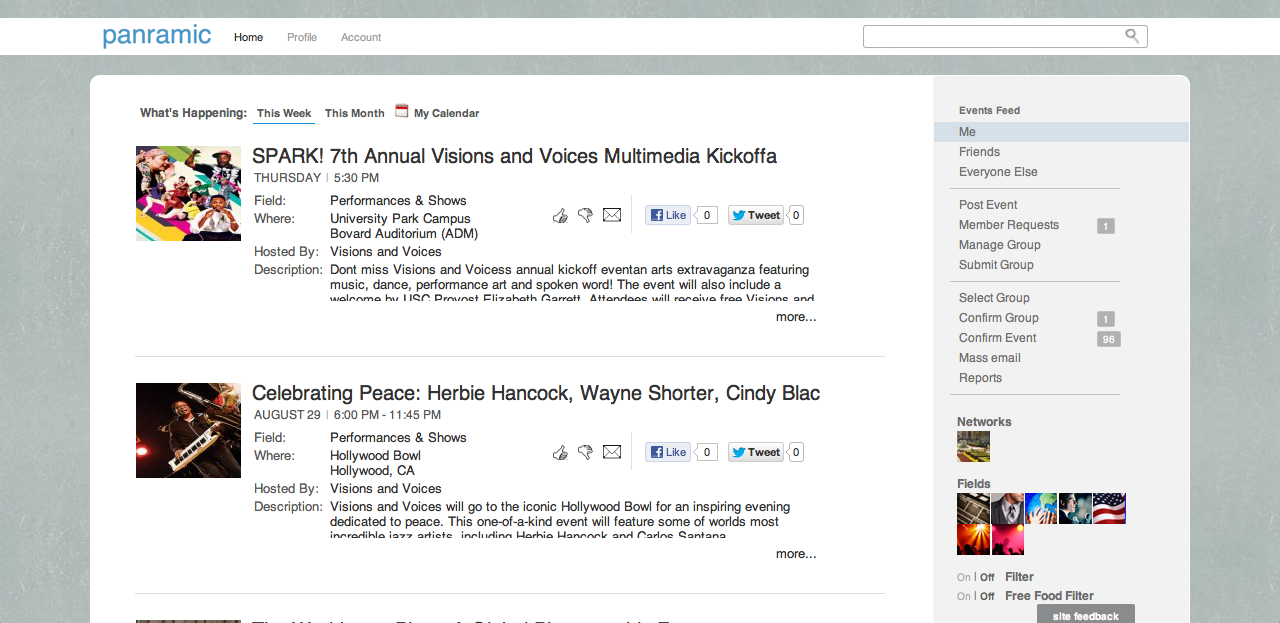 panramic Home Profile Account
What's Happening: This Week This Month My Calendar
SPARK! 7th Annual Visions and Voices Multimedia Kickoffa
THURSDAY | 5:30 PM
Field: Performances & Shows
Where: University Park Campus
Bovard Auditorium (ADM)
Like 0 Tweet 0
Hosted By: Visions and Voices
Description: Dont miss Visions and Voicess annual kickoff eventan arts extravaganza featuring
music, dance, performance art and spoken word! The event will also include a
welcome by USC Provost Elizabeth Garrett. Attendees will receive free Visions and
more...
Celebrating Peace: Herbie Hancock, Wayne Shorter, Cindy Blac
AUGUST 29 | 6:00 PM - 11:45 PM
Field: Performances & Shows
Where: Hollywood Bowl
Hollywood, CA
Like 0 Tweet 0
Hosted By: Visions and Voices
Description: Visions and Voices will go to the iconic Hollywood Bowl for an inspiring evening
dedicated to peace. This one-of-a-kind event will feature some of worlds most
incredible jazz artists, including Herbie Hancock and Carlos Santana
more...
Events Feed
Me
Friends
Everyone Else
Post Event
Member Requests 1
Manage Group
Submit Group
Select Group
Confirm Group 1
Confirm Event 96
Mass email
Reports
Networks
Fields
On | Off Filter
On | Off Free Food Filter
site feedback